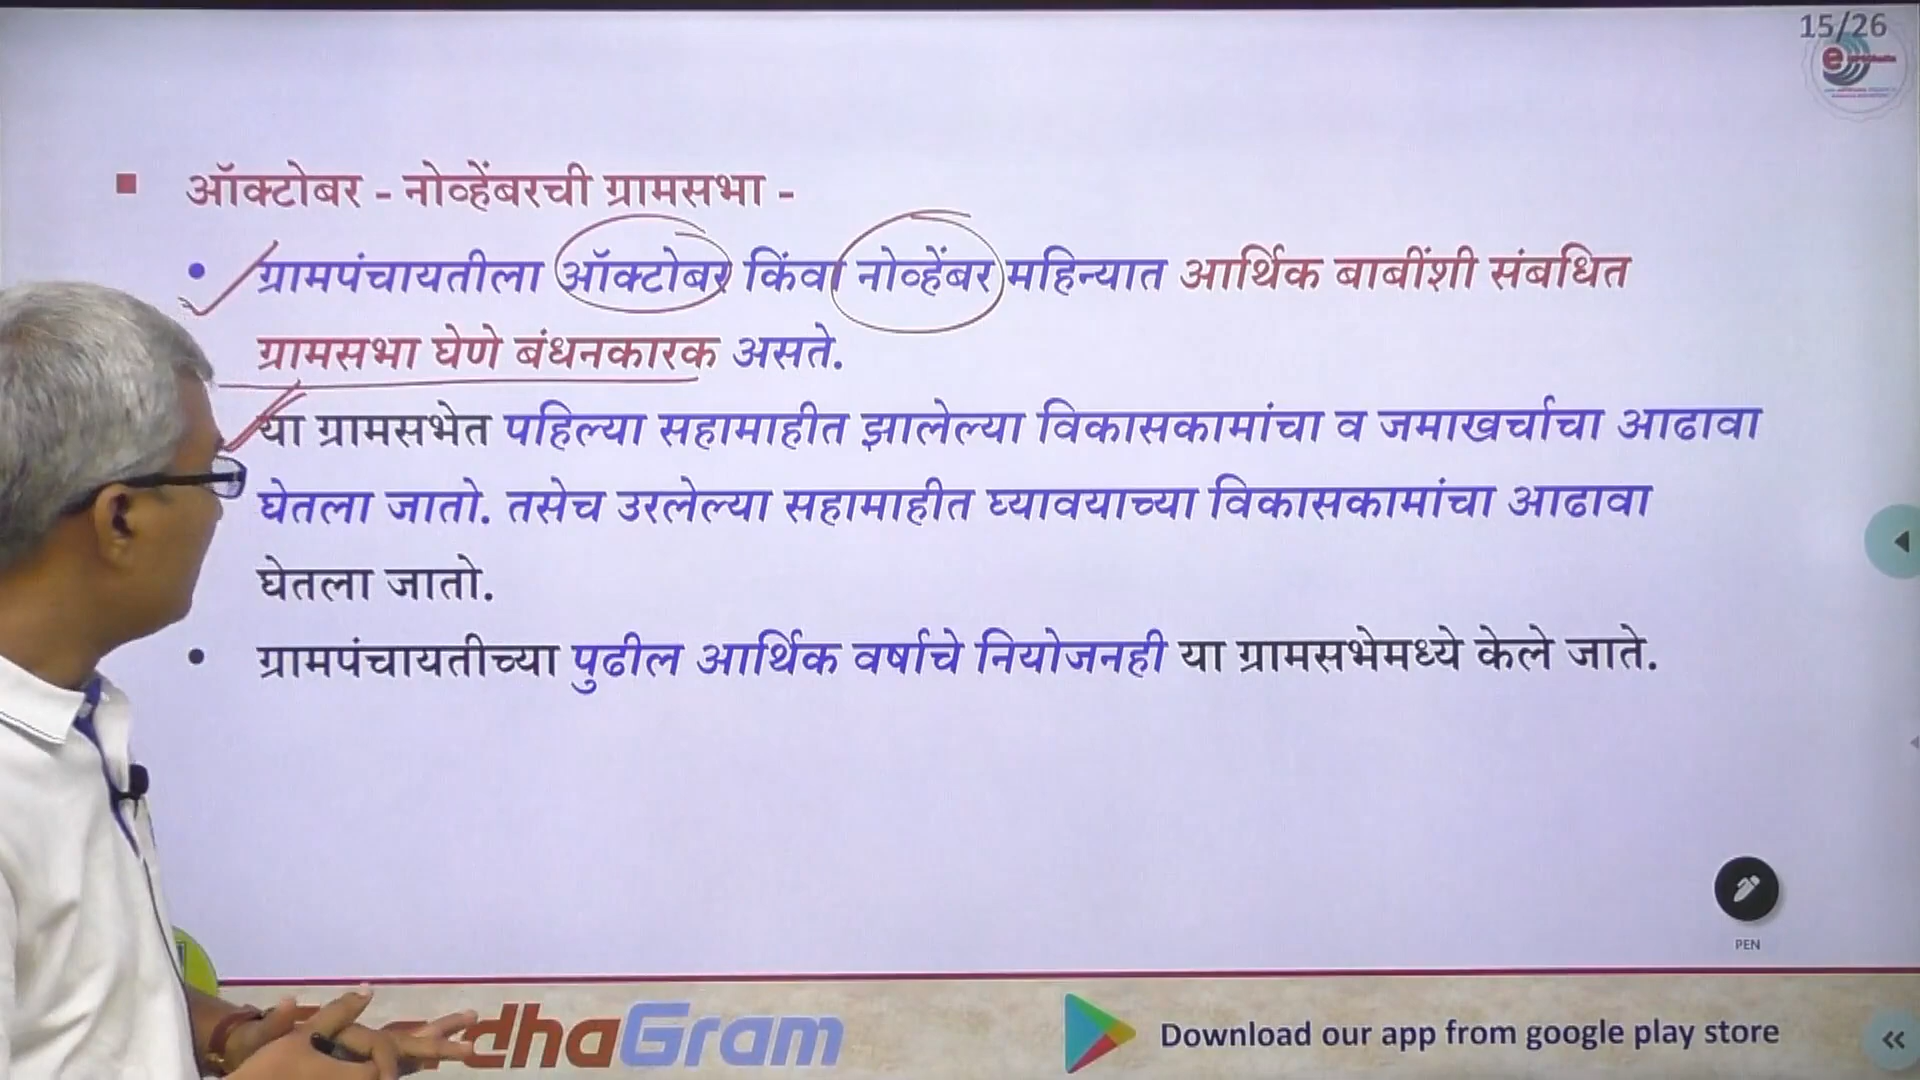 15/26
ऑक्टोबर - नोव्हेंबरची ग्रामसभा -
ग्रामपंचायतीला ऑक्टोबर किंवा नोव्हेंबर महिन्यात आर्थिक बाबींशी संबधित
ग्रामसभा घेणे बंधनकारक असते.
या ग्रामसभेत पहिल्या सहामाहीत झालेल्या विकासकामांचा व जमाखर्चाचा आढावा
घेतला जातो. तसेच उरलेल्या सहामाहीत घ्यावयाच्या विकासकामांचा आढावा
घेतला जातो.
ग्रामपंचायतीच्या पुढील आर्थिक वर्षाचे नियोजनही या ग्रामसभेमध्ये केले जाते.
PEN
dhaGram
Download our app from google play store